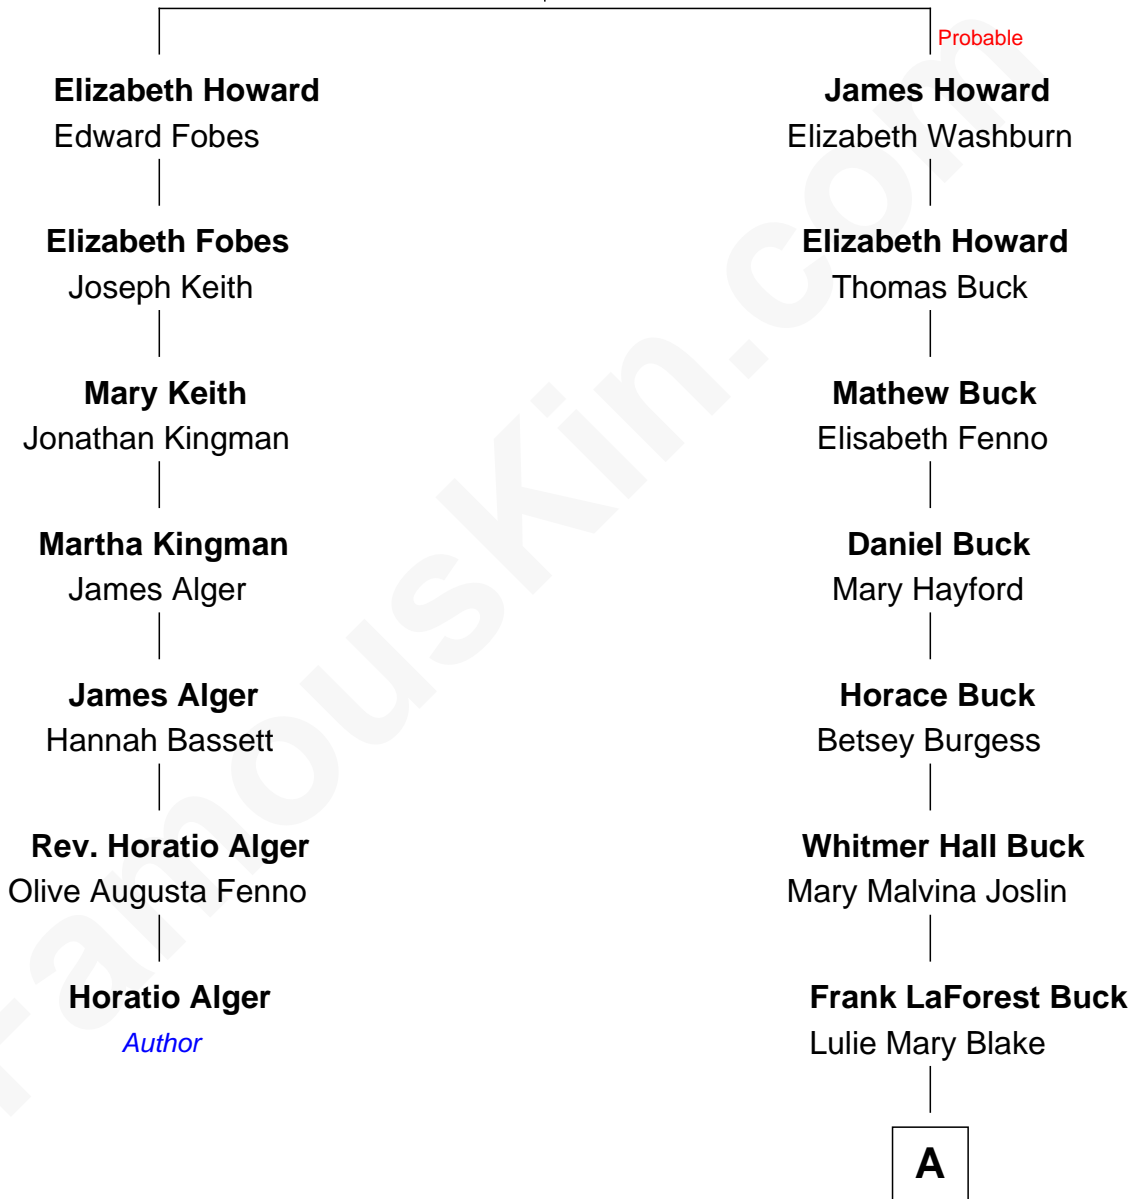 Probable
Elizabeth Howard
Edward Fobes
James Howard
Elizabeth Washburn
Elizabeth Fobes
Joseph Keith
Elizabeth Howard
Thomas Buck
Mary Keith
Jonathan Kingman
Mathew Buck
Elisabeth Fenno
Martha Kingman
James Alger
Daniel Buck
Mary Hayford
James Alger
Hannah Bassett
Horace Buck
Betsey Burgess
Rev. Horatio Alger
Olive Augusta Fenno
Whitmer Hall Buck
Mary Malvina Joslin
Horatio Alger
Author
Frank LaForest Buck
Lulie Mary Blake
A
FamousKin.com